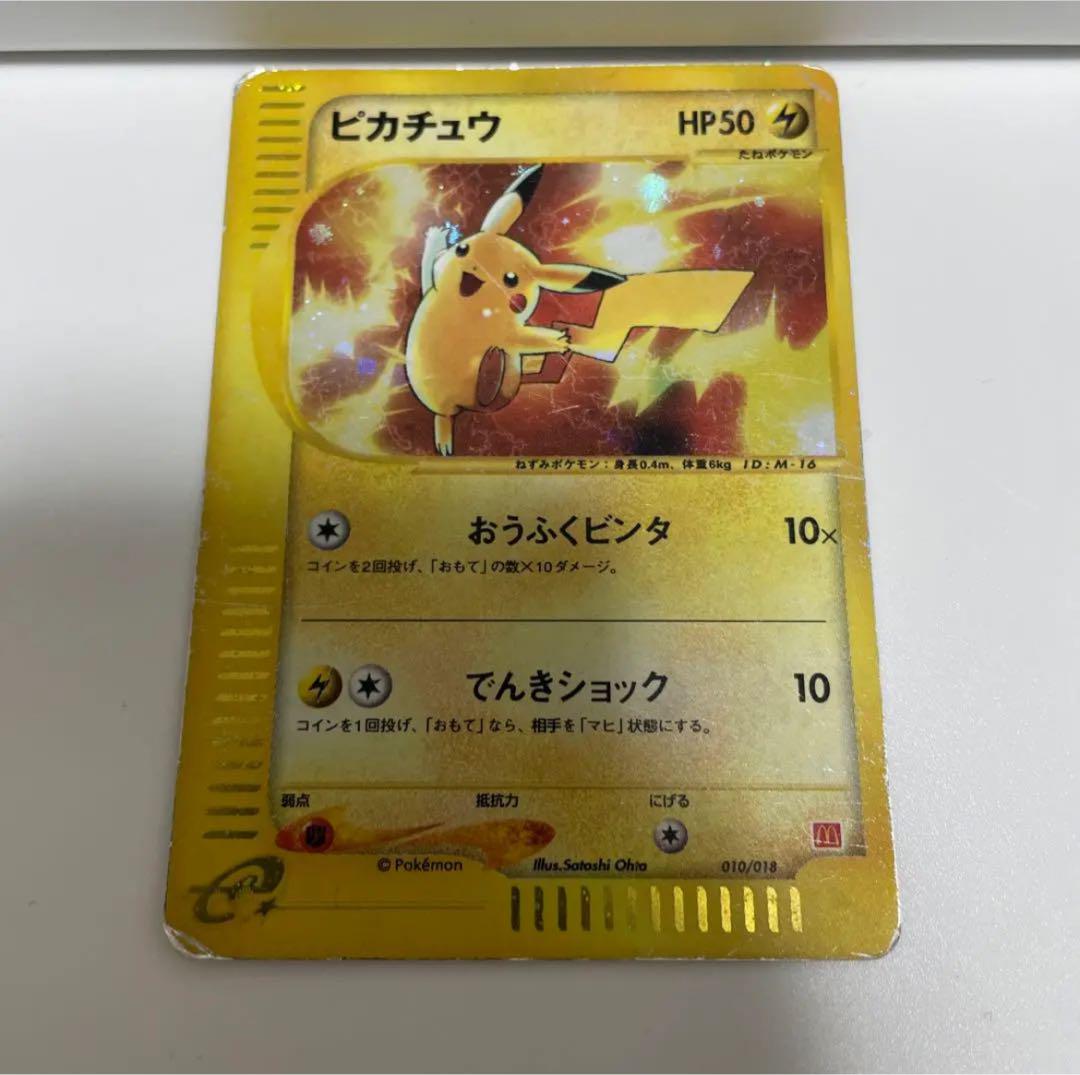 ピカチュウ HP50
たねポケモン
ねずみポケモン：身長0.4m、体重6kg ID:M-16
おうふくビンタ 10×
コインを2回投げ、「おもて」の数×10ダメージ。
でんきショック 10
コインを1回投げ、「おもて」なら、相手を「マヒ」状態にする。
弱点 抵抗力 にげる
© Pokémon Illus.Satoshi Ohta 010/018